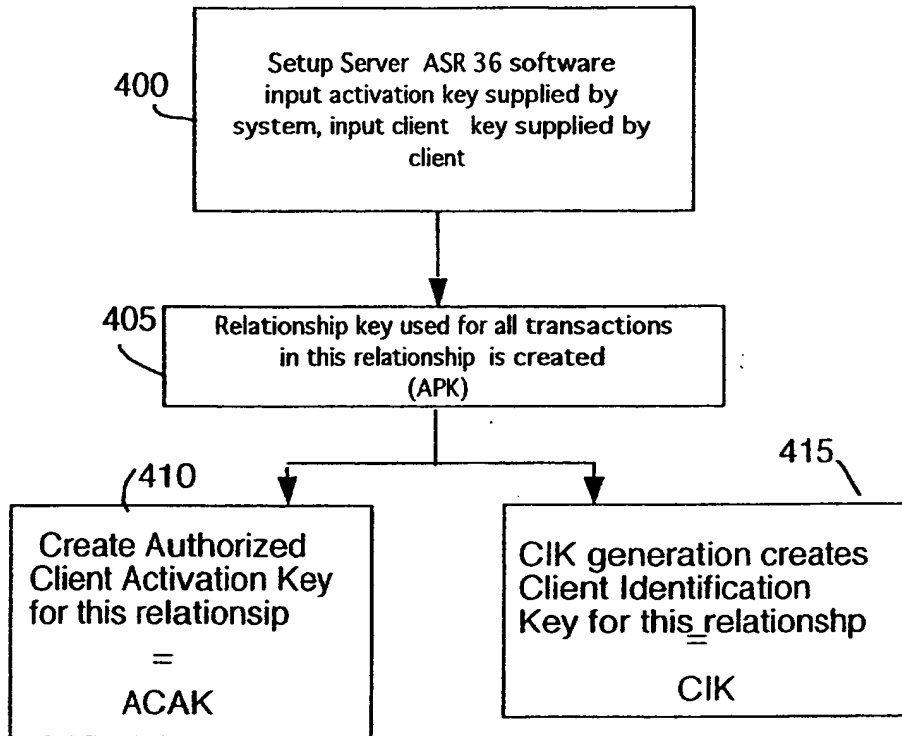 400
Setup Server ASR 36 software
input activation key supplied by
system, input client key supplied by
client
405
Relationship key used for all transactions
in this relationship is created
(APK)
410
Create Authorized
Client Activation Key
for this relationsip
=
ACAK
415
CIK generation creates
Client Identification
Key for this relationshp
=
CIK